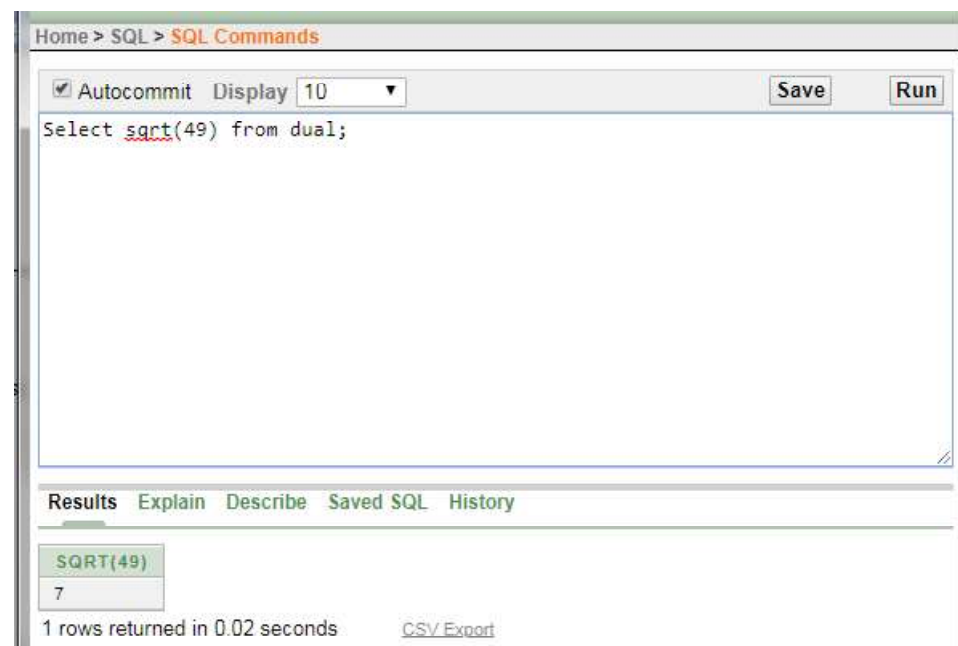 Home > SQL > SQL Commands
Autocommit Display 10 Save Run
Select sqrt(49) from dual;
Results Explain Describe Saved SQL History
SQRT(49)
7
1 rows returned in 0.02 seconds CSV Export